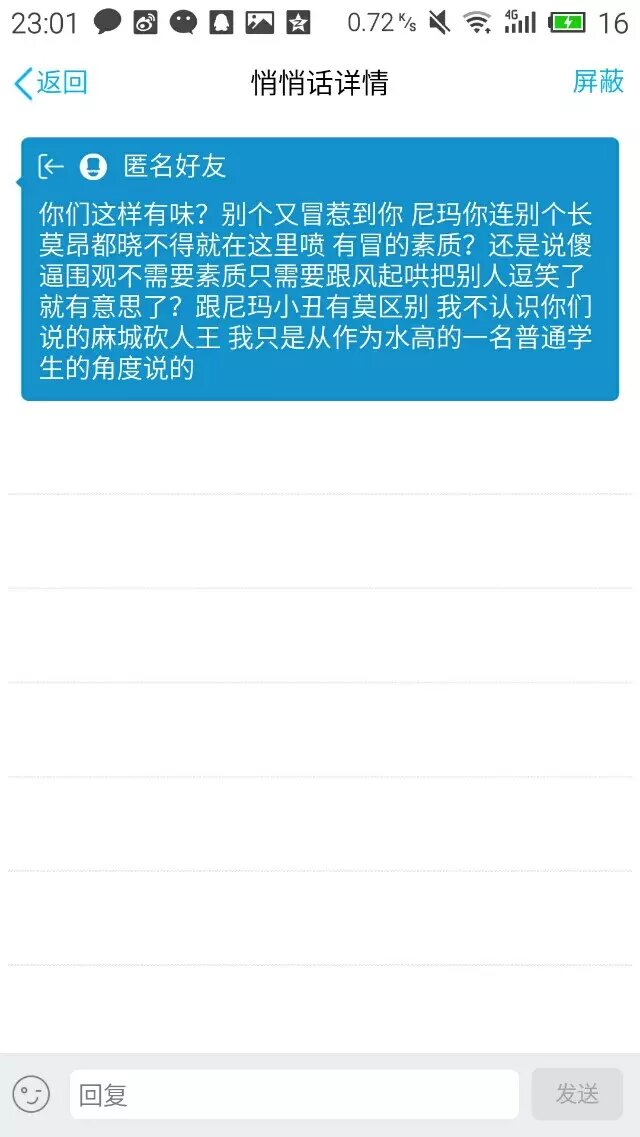 23:01 0.72 K/s 4G 16
返回 悄悄话详情 屏蔽
匿名好友
你们这样有味？别个又冒惹到你 尼玛你连别个长
莫昂都晓不得就在这里喷 有冒的素质？还是说傻
逼围观不需要素质只需要跟风起哄把别人逗笑了
就有意思了？跟尼玛小丑有莫区别 我不认识你们
说的麻城砍人王 我只是从作为水高的一名普通学
生的角度说的
回复 发送